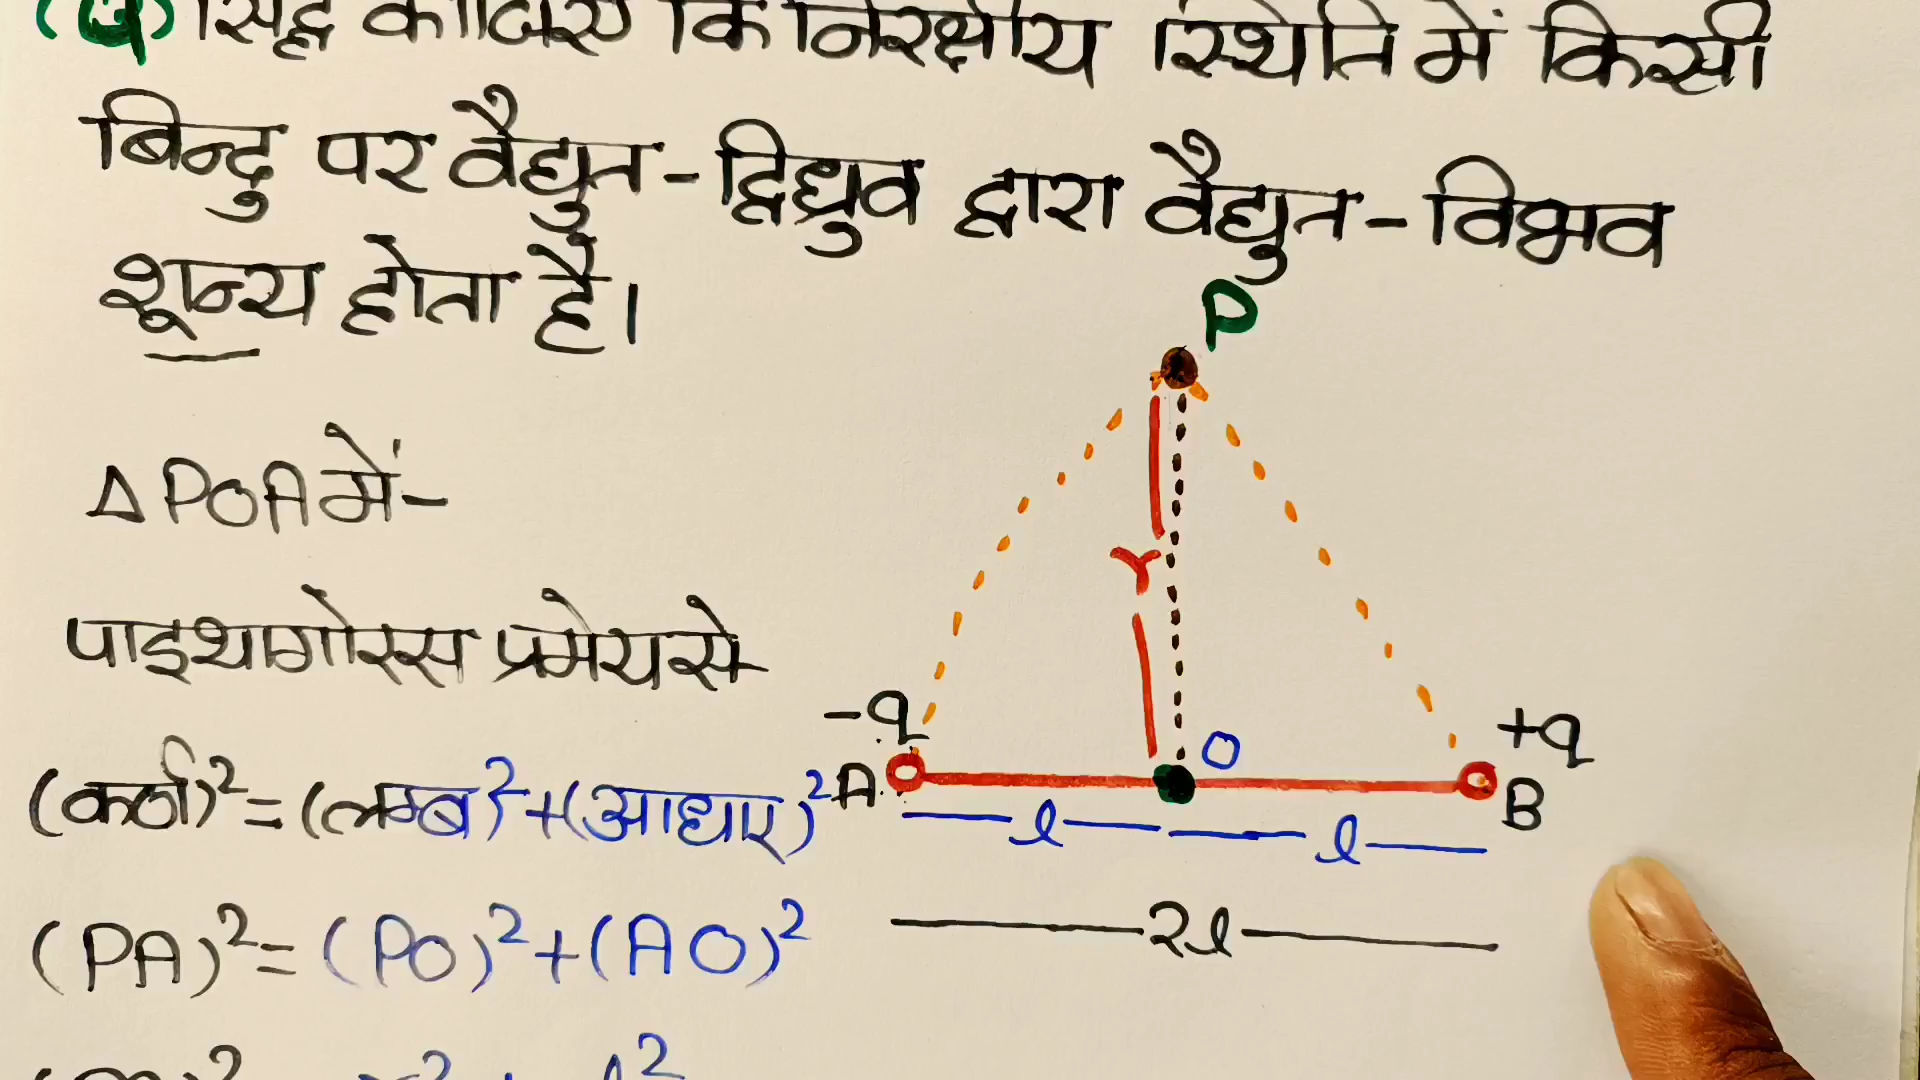 सिद्ध कीजिए कि निरक्षीय स्थिति में किसी
बिन्दु पर वैद्युत-द्विध्रुव द्वारा वैद्युत-विभव
शून्य होता है।
P
Δ POA में-
r
पाइथागोरस प्रमेय से-
-q
O
+q
A
B
(कर्ण)²=(लम्ब)²+(आधार)²
l
l
(PA)²=(PO)²+(AO)²
2l